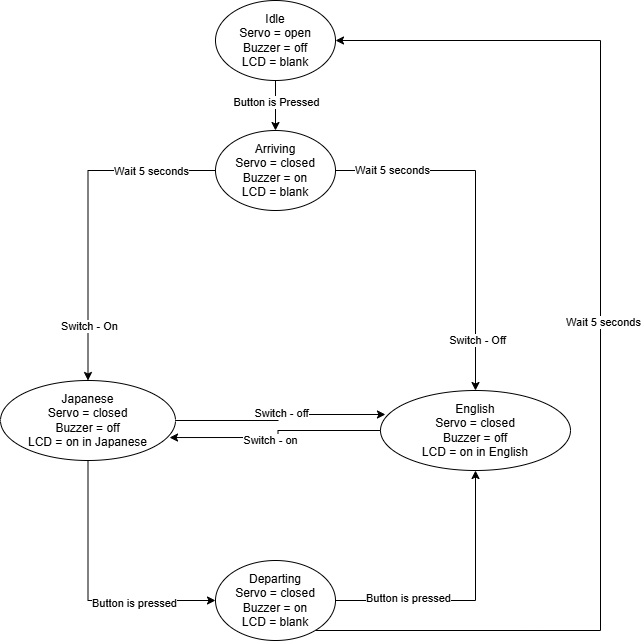 Idle
Servo = open
Buzzer = off
LCD = blank
Button is Pressed
Arriving
Servo = closed
Buzzer = on
LCD = blank
Wait 5 seconds
Wait 5 seconds
Switch - On
Switch - Off
Wait 5 seconds
Japanese
Servo = closed
Buzzer = off
LCD = on in Japanese
Switch - off
Switch - on
English
Servo = closed
Buzzer = off
LCD = on in English
Departing
Servo = closed
Buzzer = on
LCD = blank
Button is pressed
Button is pressed